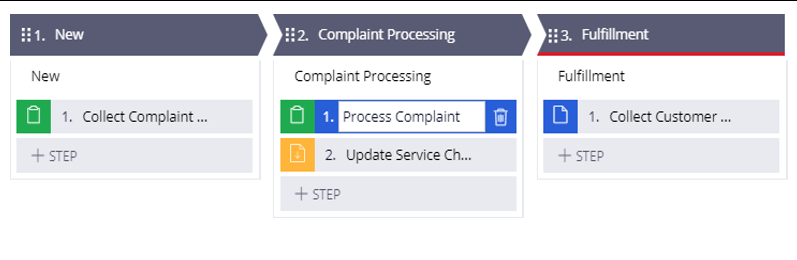 1. New
2. Complaint Processing
3. Fulfillment
New
1. Collect Complaint ...
+ STEP
Complaint Processing
1. Process Complaint
2. Update Service Ch...
+ STEP
Fulfillment
1. Collect Customer ...
+ STEP